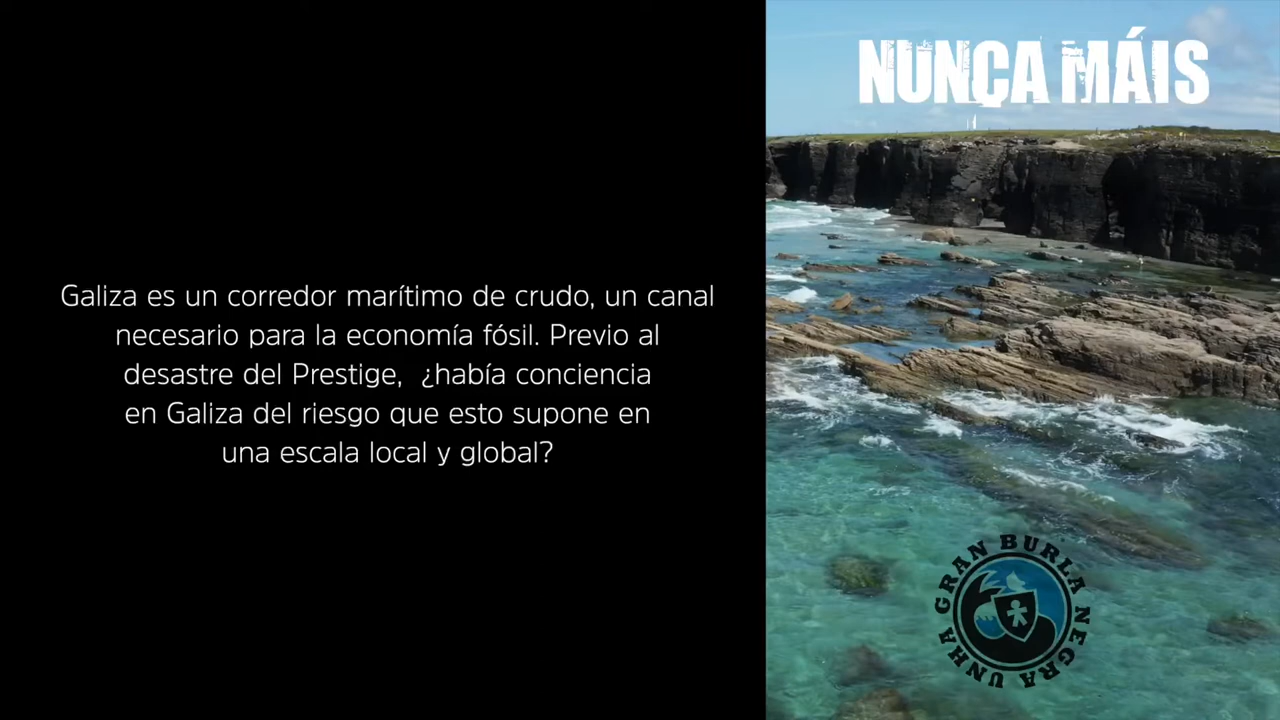 Galiza es un corredor marítimo de crudo, un canal
necesario para la economía fósil. Previo al
desastre del Prestige,  ¿había conciencia
en Galiza del riesgo que esto supone en
una escala local y global?
NUNCA MÁIS
UNHA GRAN BURLA NEGRA